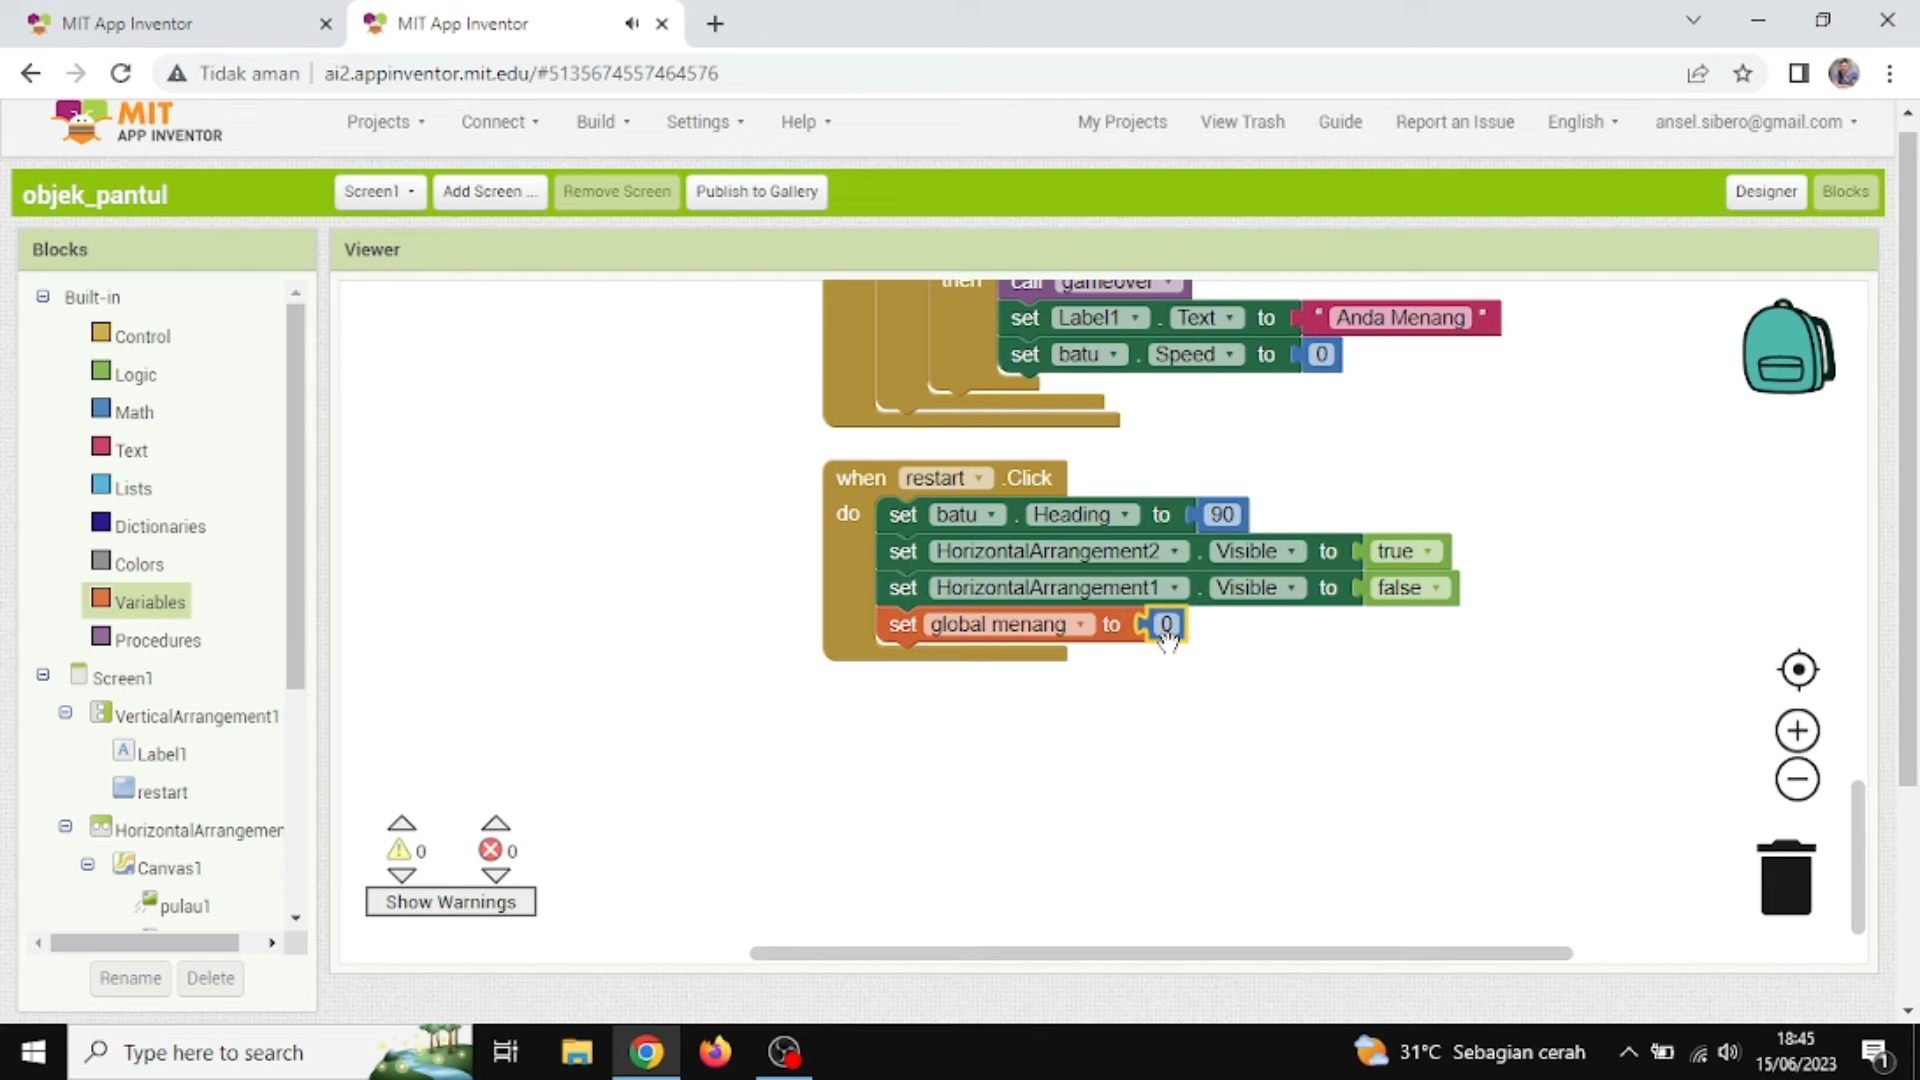 MIT App Inventor
MIT App Inventor
Tidak aman
ai2.appinventor.mit.edu/#5135674557464576
MIT
APP INVENTOR
Projects
Connect
Build
Settings
Help
My Projects
View Trash
Guide
Report an Issue
English
ansel.sibero@gmail.com
objek_pantul
Screen1
Add Screen ...
Remove Screen
Publish to Gallery
Designer
Blocks
Blocks
Viewer
Built-in
Control
Logic
Math
Text
Lists
Dictionaries
Colors
Variables
Procedures
Screen1
VerticalArrangement1
Label1
restart
HorizontalArrangemen
Canvas1
pulau1
Rename
Delete
then call gameover
set Label1 . Text to " Anda Menang "
set batu . Speed to 0
when restart .Click
do set batu . Heading to 90
set HorizontalArrangement2 . Visible to true
set HorizontalArrangement1 . Visible to false
set global menang to 0
0
0
Show Warnings
Type here to search
31°C Sebagian cerah
18:45
15/06/2023
1